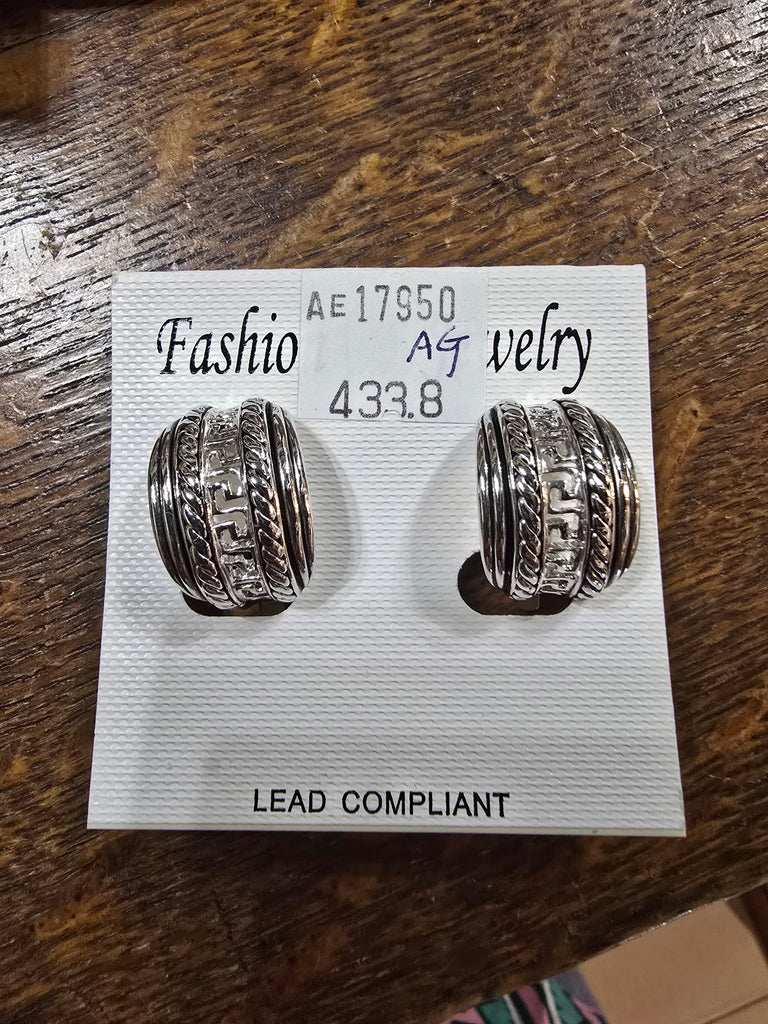 AE17950
Fashio welry
AG
433.8
LEAD COMPLIANT